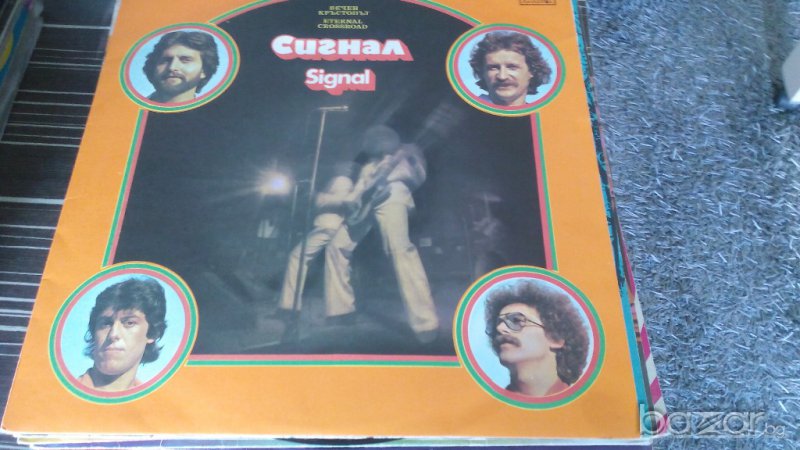 ВЕЧЕН
КРЪСТОПЪТ
ETERNAL
CROSSROAD
Сигнал
Signal
bazar.bg